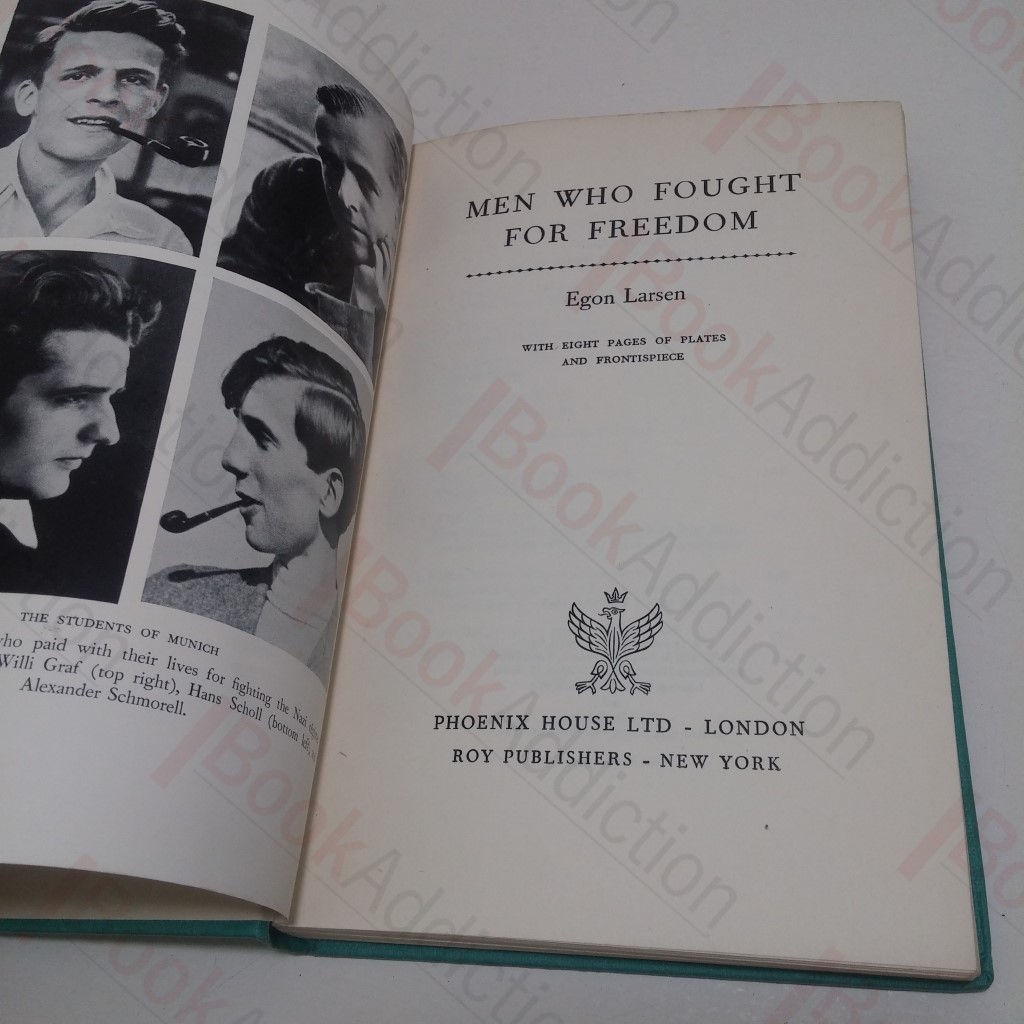 THE STUDENTS OF MUNICH
who paid with their lives for fighting the Nazi
Willi Graf (top right), Hans Scholl (bottom left),
Alexander Schmorell.
MEN WHO FOUGHT
FOR FREEDOM
Egon Larsen
WITH EIGHT PAGES OF PLATES
AND FRONTISPIECE
PHOENIX HOUSE LTD - LONDON
ROY PUBLISHERS - NEW YORK
BookAddiction